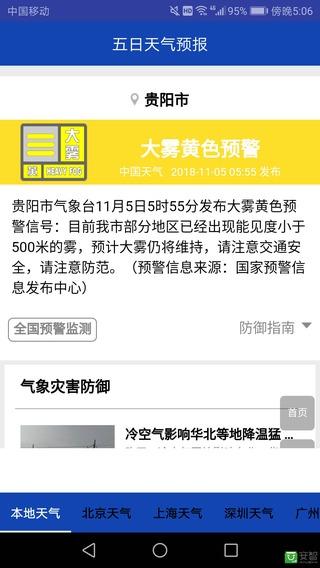 中国移动 95% 傍晚5:06
五日天气预报
贵阳市
大雾
黄 HEAVY FOG
大雾黄色预警
中国天气 2018-11-05 05:55 发布
贵阳市气象台11月5日5时55分发布大雾黄色预
警信号：目前我市部分地区已经出现能见度小于
500米的雾，预计大雾仍将维持，请注意交通安
全，请注意防范。（预警信息来源：国家预警信
息发布中心）
全国预警监测 防御指南
气象灾害防御
首页
冷空气影响华北等地降温猛 ...
本地天气 北京天气 上海天气 深圳天气 广州
安智